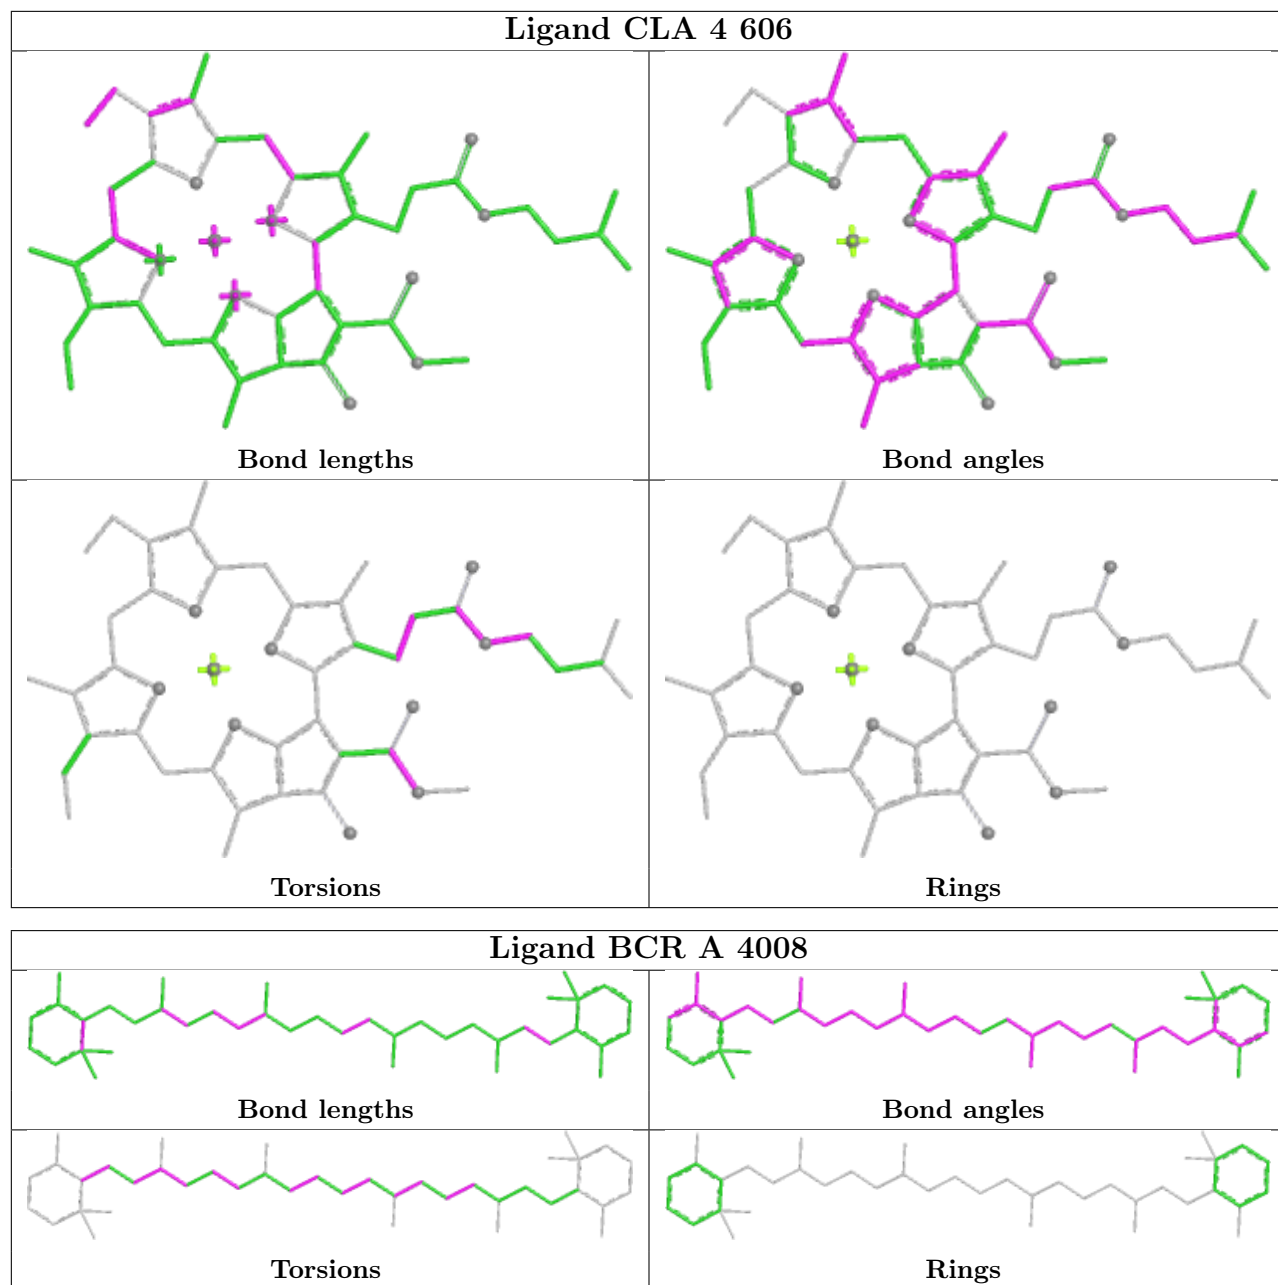 Ligand CLA 4 606
Bond lengths
Bond angles
Torsions
Rings
Ligand BCR A 4008
Bond lengths
Bond angles
Torsions
Rings